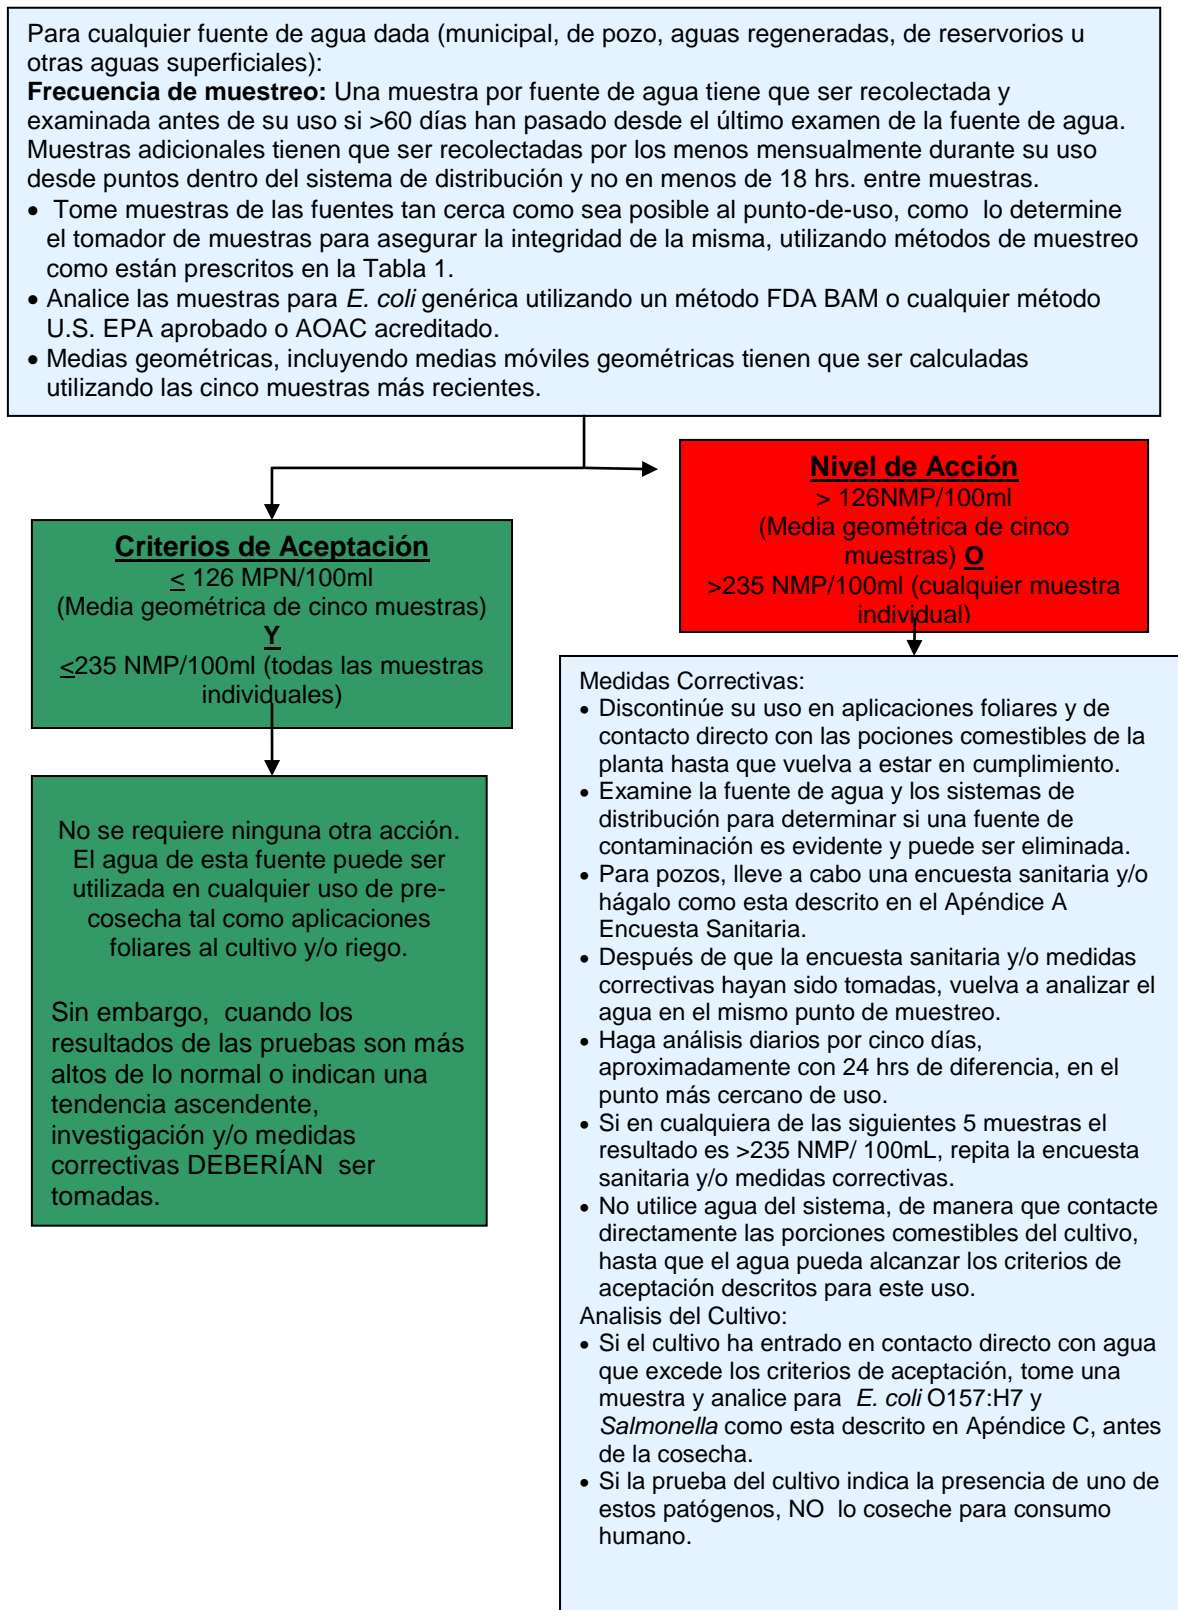 Para cualquier fuente de agua dada (municipal, de pozo, aguas regeneradas, de reservorios u
otras aguas superficiales):
Frecuencia de muestreo: Una muestra por fuente de agua tiene que ser recolectada y
examinada antes de su uso si >60 días han pasado desde el último examen de la fuente de agua.
Muestras adicionales tienen que ser recolectadas por los menos mensualmente durante su uso
desde puntos dentro del sistema de distribución y no en menos de 18 hrs. entre muestras.
• Tome muestras de las fuentes tan cerca como sea posible al punto-de-uso, como lo determine
el tomador de muestras para asegurar la integridad de la misma, utilizando métodos de muestreo
como están prescritos en la Tabla 1.
• Analice las muestras para E. coli genérica utilizando un método FDA BAM o cualquier método
U.S. EPA aprobado o AOAC acreditado.
• Medias geométricas, incluyendo medias móviles geométricas tienen que ser calculadas
utilizando las cinco muestras más recientes.
Criterios de Aceptación
≤ 126 MPN/100ml
(Media geométrica de cinco muestras)
Y
≤235 NMP/100ml (todas las muestras
individuales)
No se requiere ninguna otra acción.
El agua de esta fuente puede ser
utilizada en cualquier uso de pre-
cosecha tal como aplicaciones
foliares al cultivo y/o riego.
Sin embargo, cuando los
resultados de las pruebas son más
altos de lo normal o indican una
tendencia ascendente,
investigación y/o medidas
correctivas DEBERÍAN ser
tomadas.
Nivel de Acción
> 126NMP/100ml
(Media geométrica de cinco
muestras) O
>235 NMP/100ml (cualquier muestra
individual)
Medidas Correctivas:
• Discontinúe su uso en aplicaciones foliares y de
contacto directo con las pociones comestibles de la
planta hasta que vuelva a estar en cumplimiento.
• Examine la fuente de agua y los sistemas de
distribución para determinar si una fuente de
contaminación es evidente y puede ser eliminada.
• Para pozos, lleve a cabo una encuesta sanitaria y/o
hágalo como esta descrito en el Apéndice A
Encuesta Sanitaria.
• Después de que la encuesta sanitaria y/o medidas
correctivas hayan sido tomadas, vuelva a analizar el
agua en el mismo punto de muestreo.
• Haga análisis diarios por cinco días,
aproximadamente con 24 hrs de diferencia, en el
punto más cercano de uso.
• Si en cualquiera de las siguientes 5 muestras el
resultado es >235 NMP/ 100mL, repita la encuesta
sanitaria y/o medidas correctivas.
• No utilice agua del sistema, de manera que contacte
directamente las porciones comestibles del cultivo,
hasta que el agua pueda alcanzar los criterios de
aceptación descritos para este uso.
Analisis del Cultivo:
• Si el cultivo ha entrado en contacto directo con agua
que excede los criterios de aceptación, tome una
muestra y analice para E. coli O157:H7 y
Salmonella como esta descrito en Apéndice C, antes
de la cosecha.
• Si la prueba del cultivo indica la presencia de uno de
estos patógenos, NO lo coseche para consumo
humano.